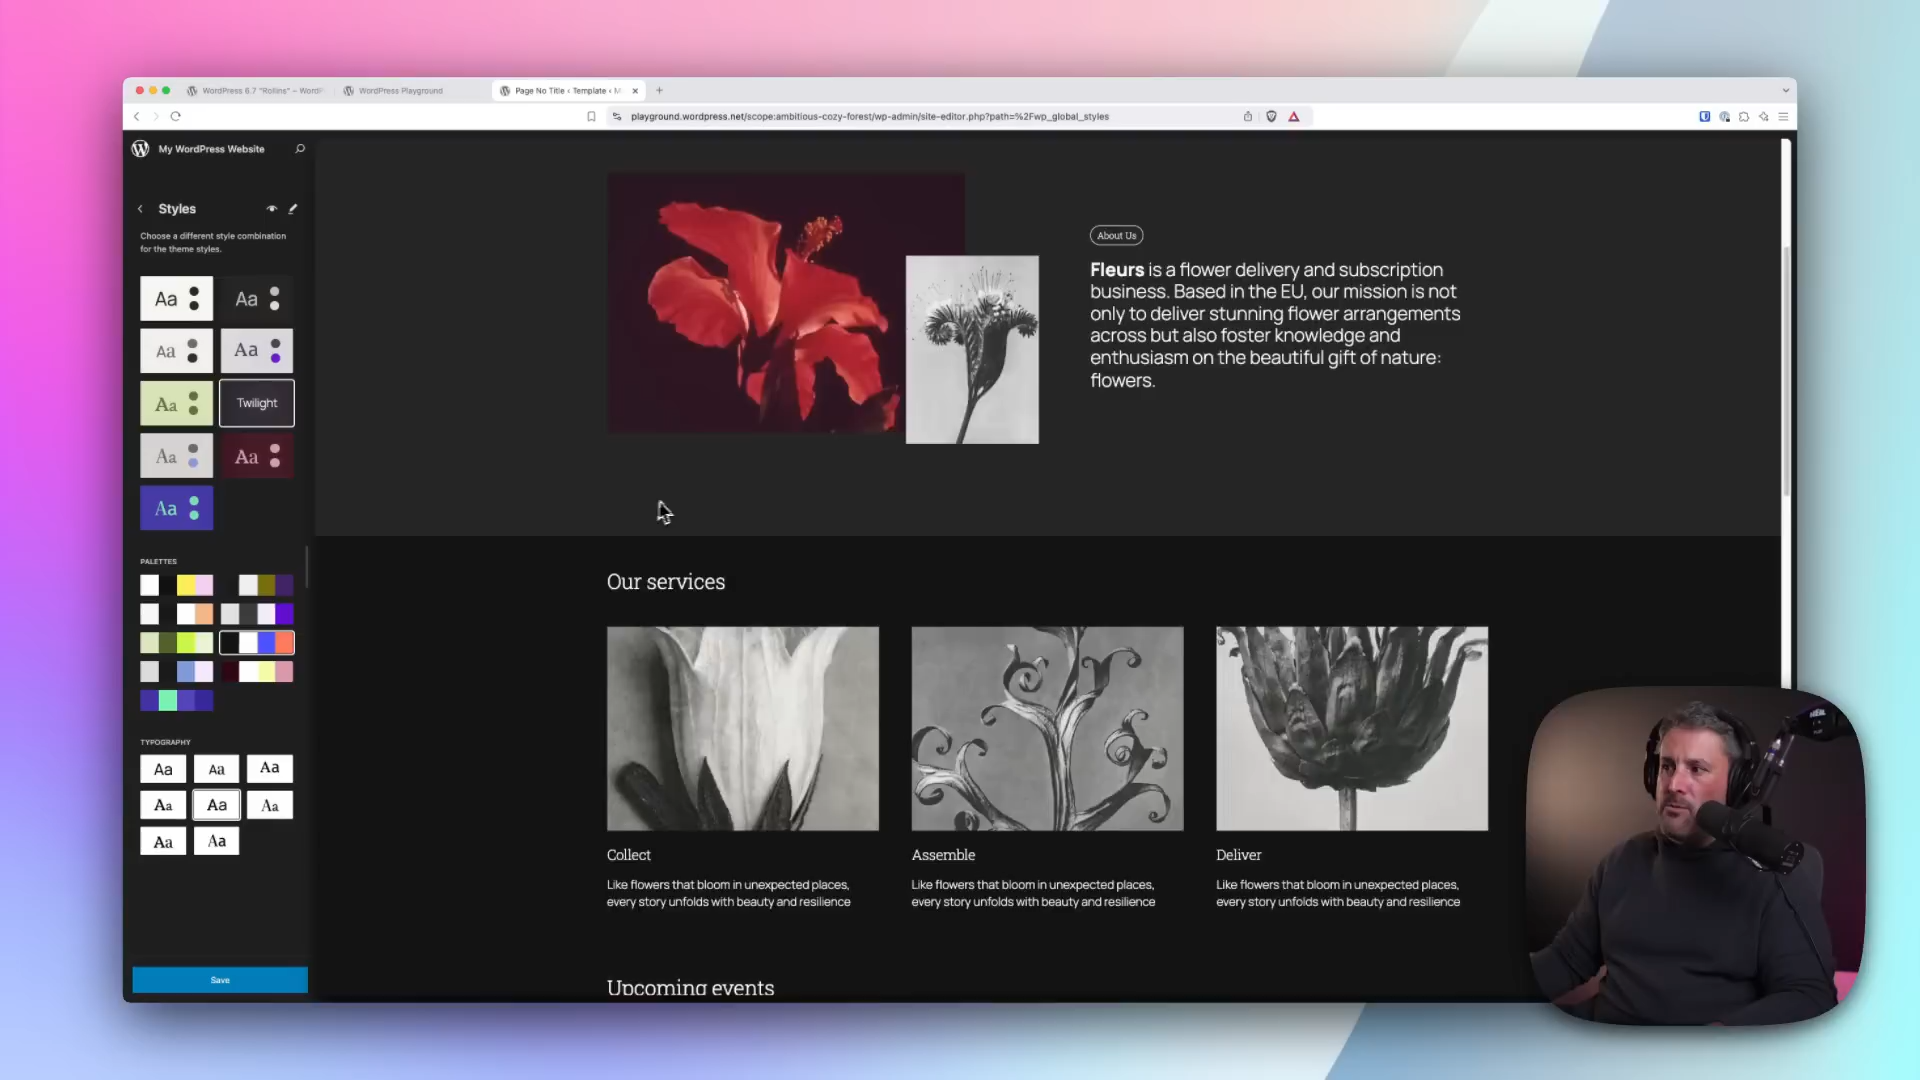 WordPress 6.7 "Rollins" – WordP
WordPress Playground
Page No Title ‹ Template ‹ M
playground.wordpress.net/scope:ambitious-cozy-forest/wp-admin/site-editor.php?path=%2Fwp_global_styles
My WordPress Website
Styles
Choose a different style combination
for the theme styles.
Aa
Aa
Aa
Aa
Aa
Twilight
Aa
Aa
Aa
PALETTES
TYPOGRAPHY
Aa
Aa
Aa
Aa
Aa
Aa
Aa
Aa
Save
About Us
Fleurs is a flower delivery and subscription
business. Based in the EU, our mission is not
only to deliver stunning flower arrangements
across but also foster knowledge and
enthusiasm on the beautiful gift of nature:
flowers.
Our services
Collect
Like flowers that bloom in unexpected places,
every story unfolds with beauty and resilience
Assemble
Like flowers that bloom in unexpected places,
every story unfolds with beauty and resilience
Deliver
Like flowers that bloom in unexpected places,
every story unfolds with beauty and resilience
Upcoming events